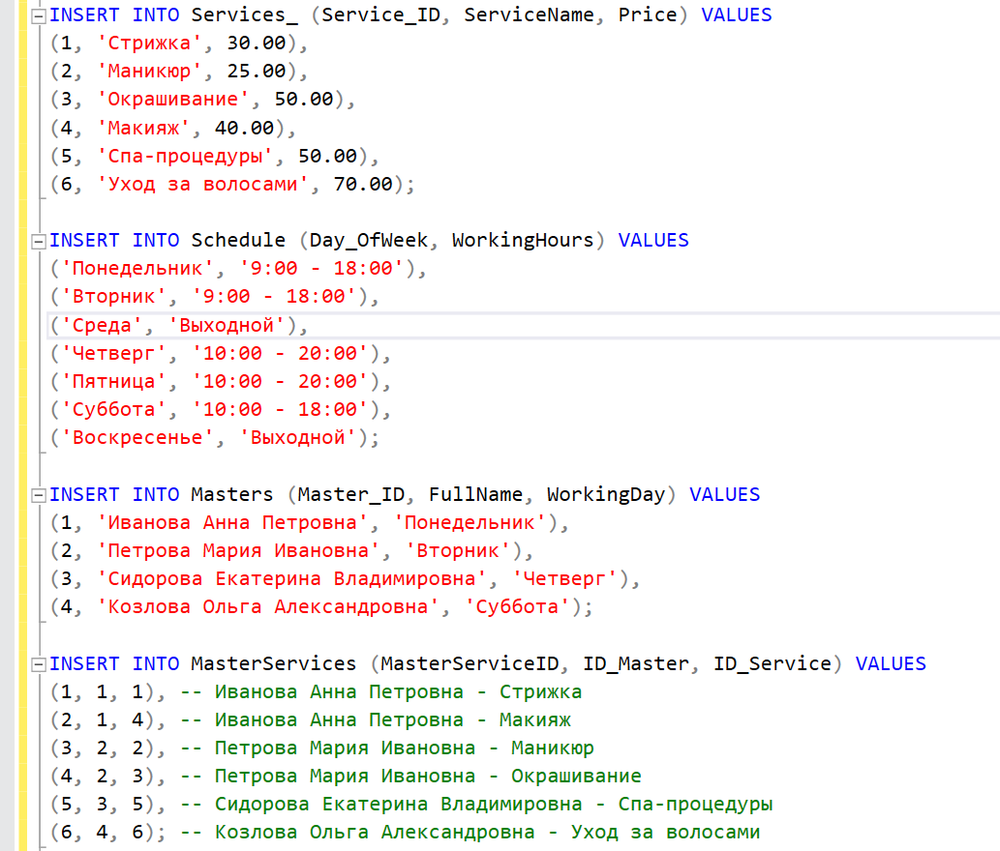 INSERT INTO Services_ (Service_ID, ServiceName, Price) VALUES
(1, 'Стрижка', 30.00),
(2, 'Маникюр', 25.00),
(3, 'Окрашивание', 50.00),
(4, 'Макияж', 40.00),
(5, 'Спа-процедуры', 50.00),
(6, 'Уход за волосами', 70.00);
INSERT INTO Schedule (Day_OfWeek, WorkingHours) VALUES
('Понедельник', '9:00 - 18:00'),
('Вторник', '9:00 - 18:00'),
('Среда', 'Выходной'),
('Четверг', '10:00 - 20:00'),
('Пятница', '10:00 - 20:00'),
('Суббота', '10:00 - 18:00'),
('Воскресенье', 'Выходной');
INSERT INTO Masters (Master_ID, FullName, WorkingDay) VALUES
(1, 'Иванова Анна Петровна', 'Понедельник'),
(2, 'Петрова Мария Ивановна', 'Вторник'),
(3, 'Сидорова Екатерина Владимировна', 'Четверг'),
(4, 'Козлова Ольга Александровна', 'Суббота');
INSERT INTO MasterServices (MasterServiceID, ID_Master, ID_Service) VALUES
(1, 1, 1), -- Иванова Анна Петровна - Стрижка
(2, 1, 4), -- Иванова Анна Петровна - Макияж
(3, 2, 2), -- Петрова Мария Ивановна - Маникюр
(4, 2, 3), -- Петрова Мария Ивановна - Окрашивание
(5, 3, 5), -- Сидорова Екатерина Владимировна - Спа-процедуры
(6, 4, 6); -- Козлова Ольга Александровна - Уход за волосами